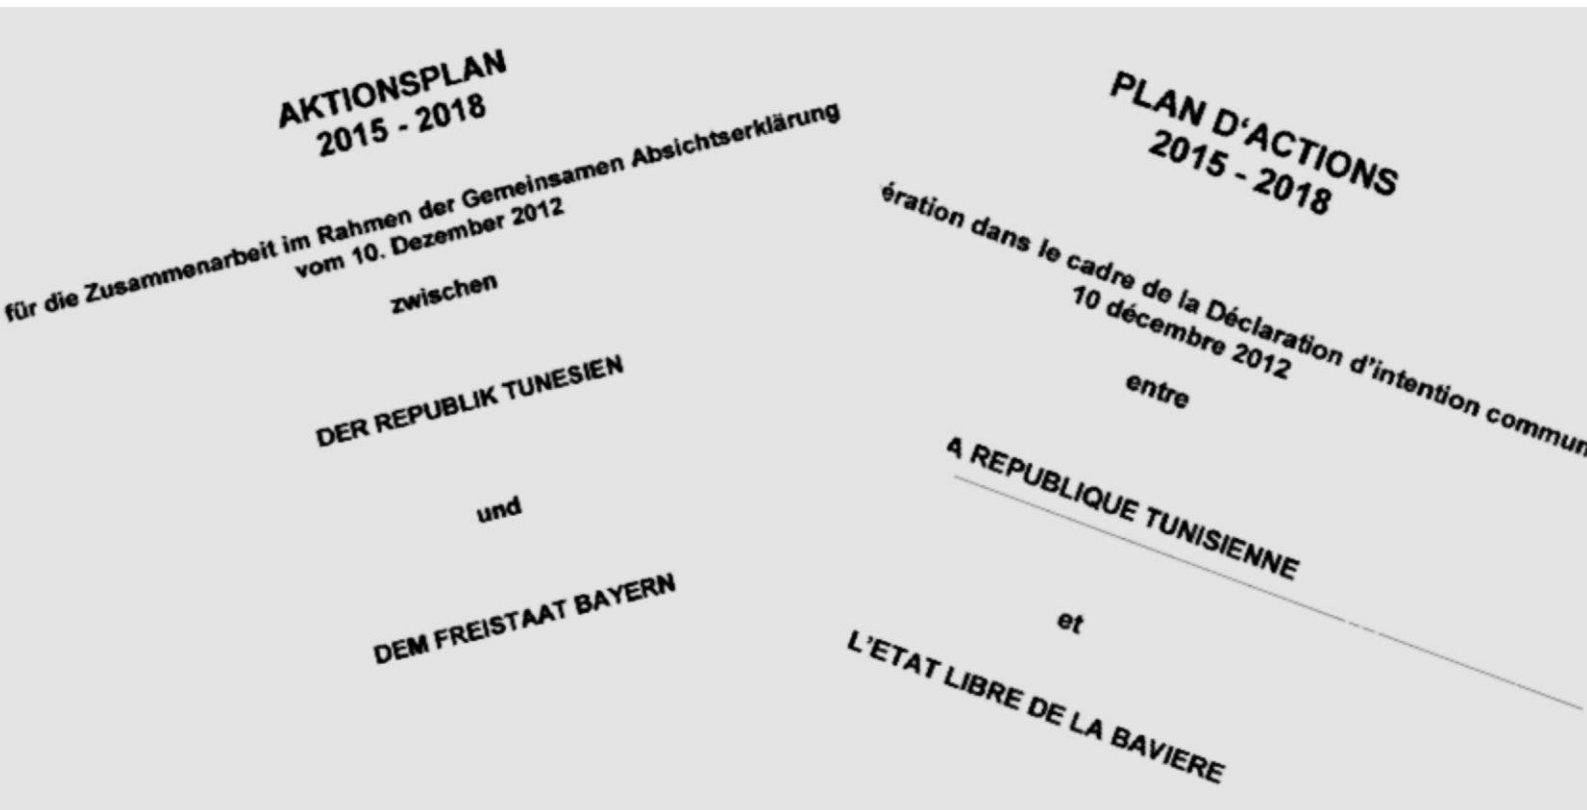 AKTIONSPLAN
2015 - 2018
für die Zusammenarbeit im Rahmen der Gemeinsamen Absichtserklärung
vom 10. Dezember 2012
zwischen
DER REPUBLIK TUNESIEN
und
DEM FREISTAAT BAYERN
PLAN D‘ACTIONS
2015 - 2018
ération dans le cadre de la Déclaration d’intention commun
10 décembre 2012
entre
A REPUBLIQUE TUNISIENNE
et
L’ETAT LIBRE DE LA BAVIERE